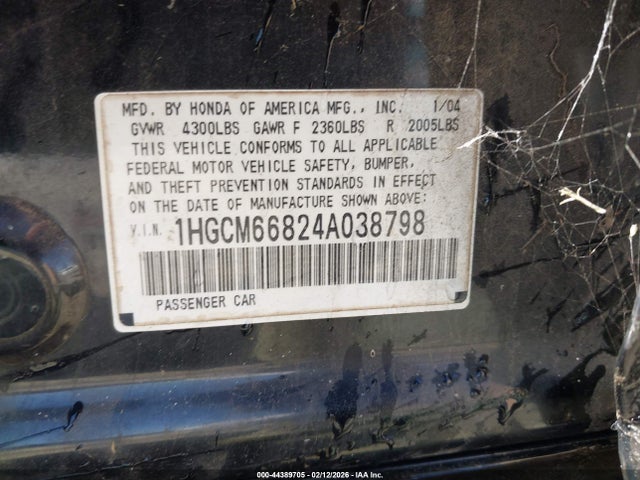 MFD. BY HONDA OF AMERICA MFG., INC. 1/04
GVWR 4300LBS GAWR F 2360LBS R 2005LBS
THIS VEHICLE CONFORMS TO ALL APPLICABLE
FEDERAL MOTOR VEHICLE SAFETY, BUMPER,
AND THEFT PREVENTION STANDARDS IN EFFECT
ON THE DATE OF MANUFACTURE SHOWN ABOVE.
V.I.N. 1HGCM66824A038798
PASSENGER CAR
000-44389705 - 02/12/2026 - IAA Inc.